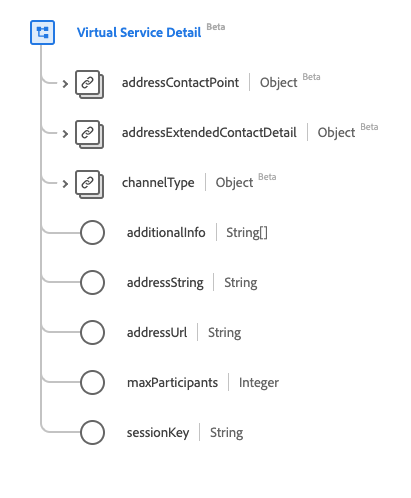 Virtual Service Detail Beta
addressContactPoint Object Beta
addressExtendedContactDetail Object Beta
channelType Object Beta
additionalInfo String[]
addressString String
addressUrl String
maxParticipants Integer
sessionKey String